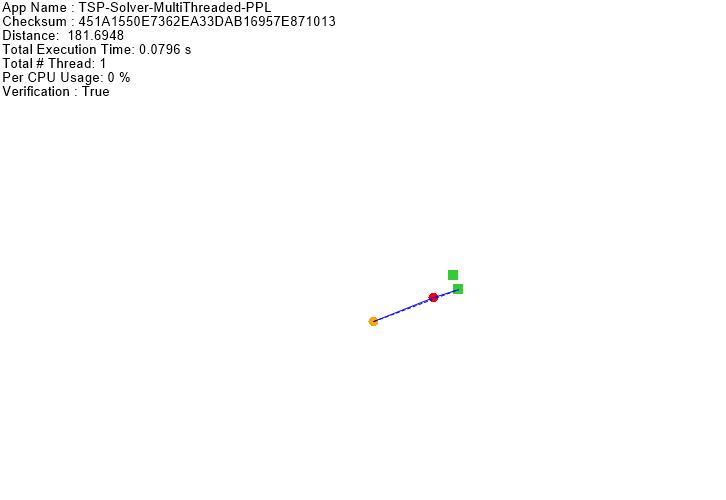 App Name : TSP-Solver-MultiThreaded-PPL
Checksum : 451A1550E7362EA33DAB16957E871013
Distance:  181.6948
Total Execution Time: 0.0796 s
Total # Thread: 1
Per CPU Usage: 0 %
Verification : True